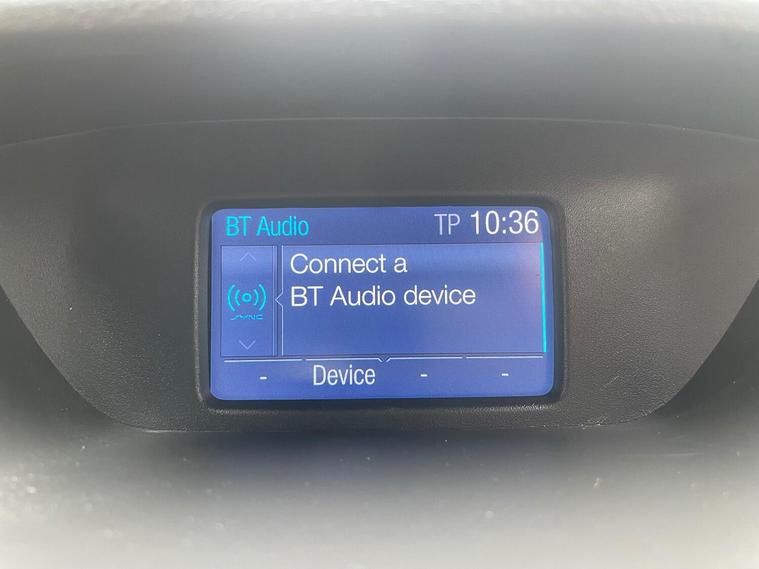 BT Audio TP 10:36
Connect a
BT Audio device
SYNC
- Device - -